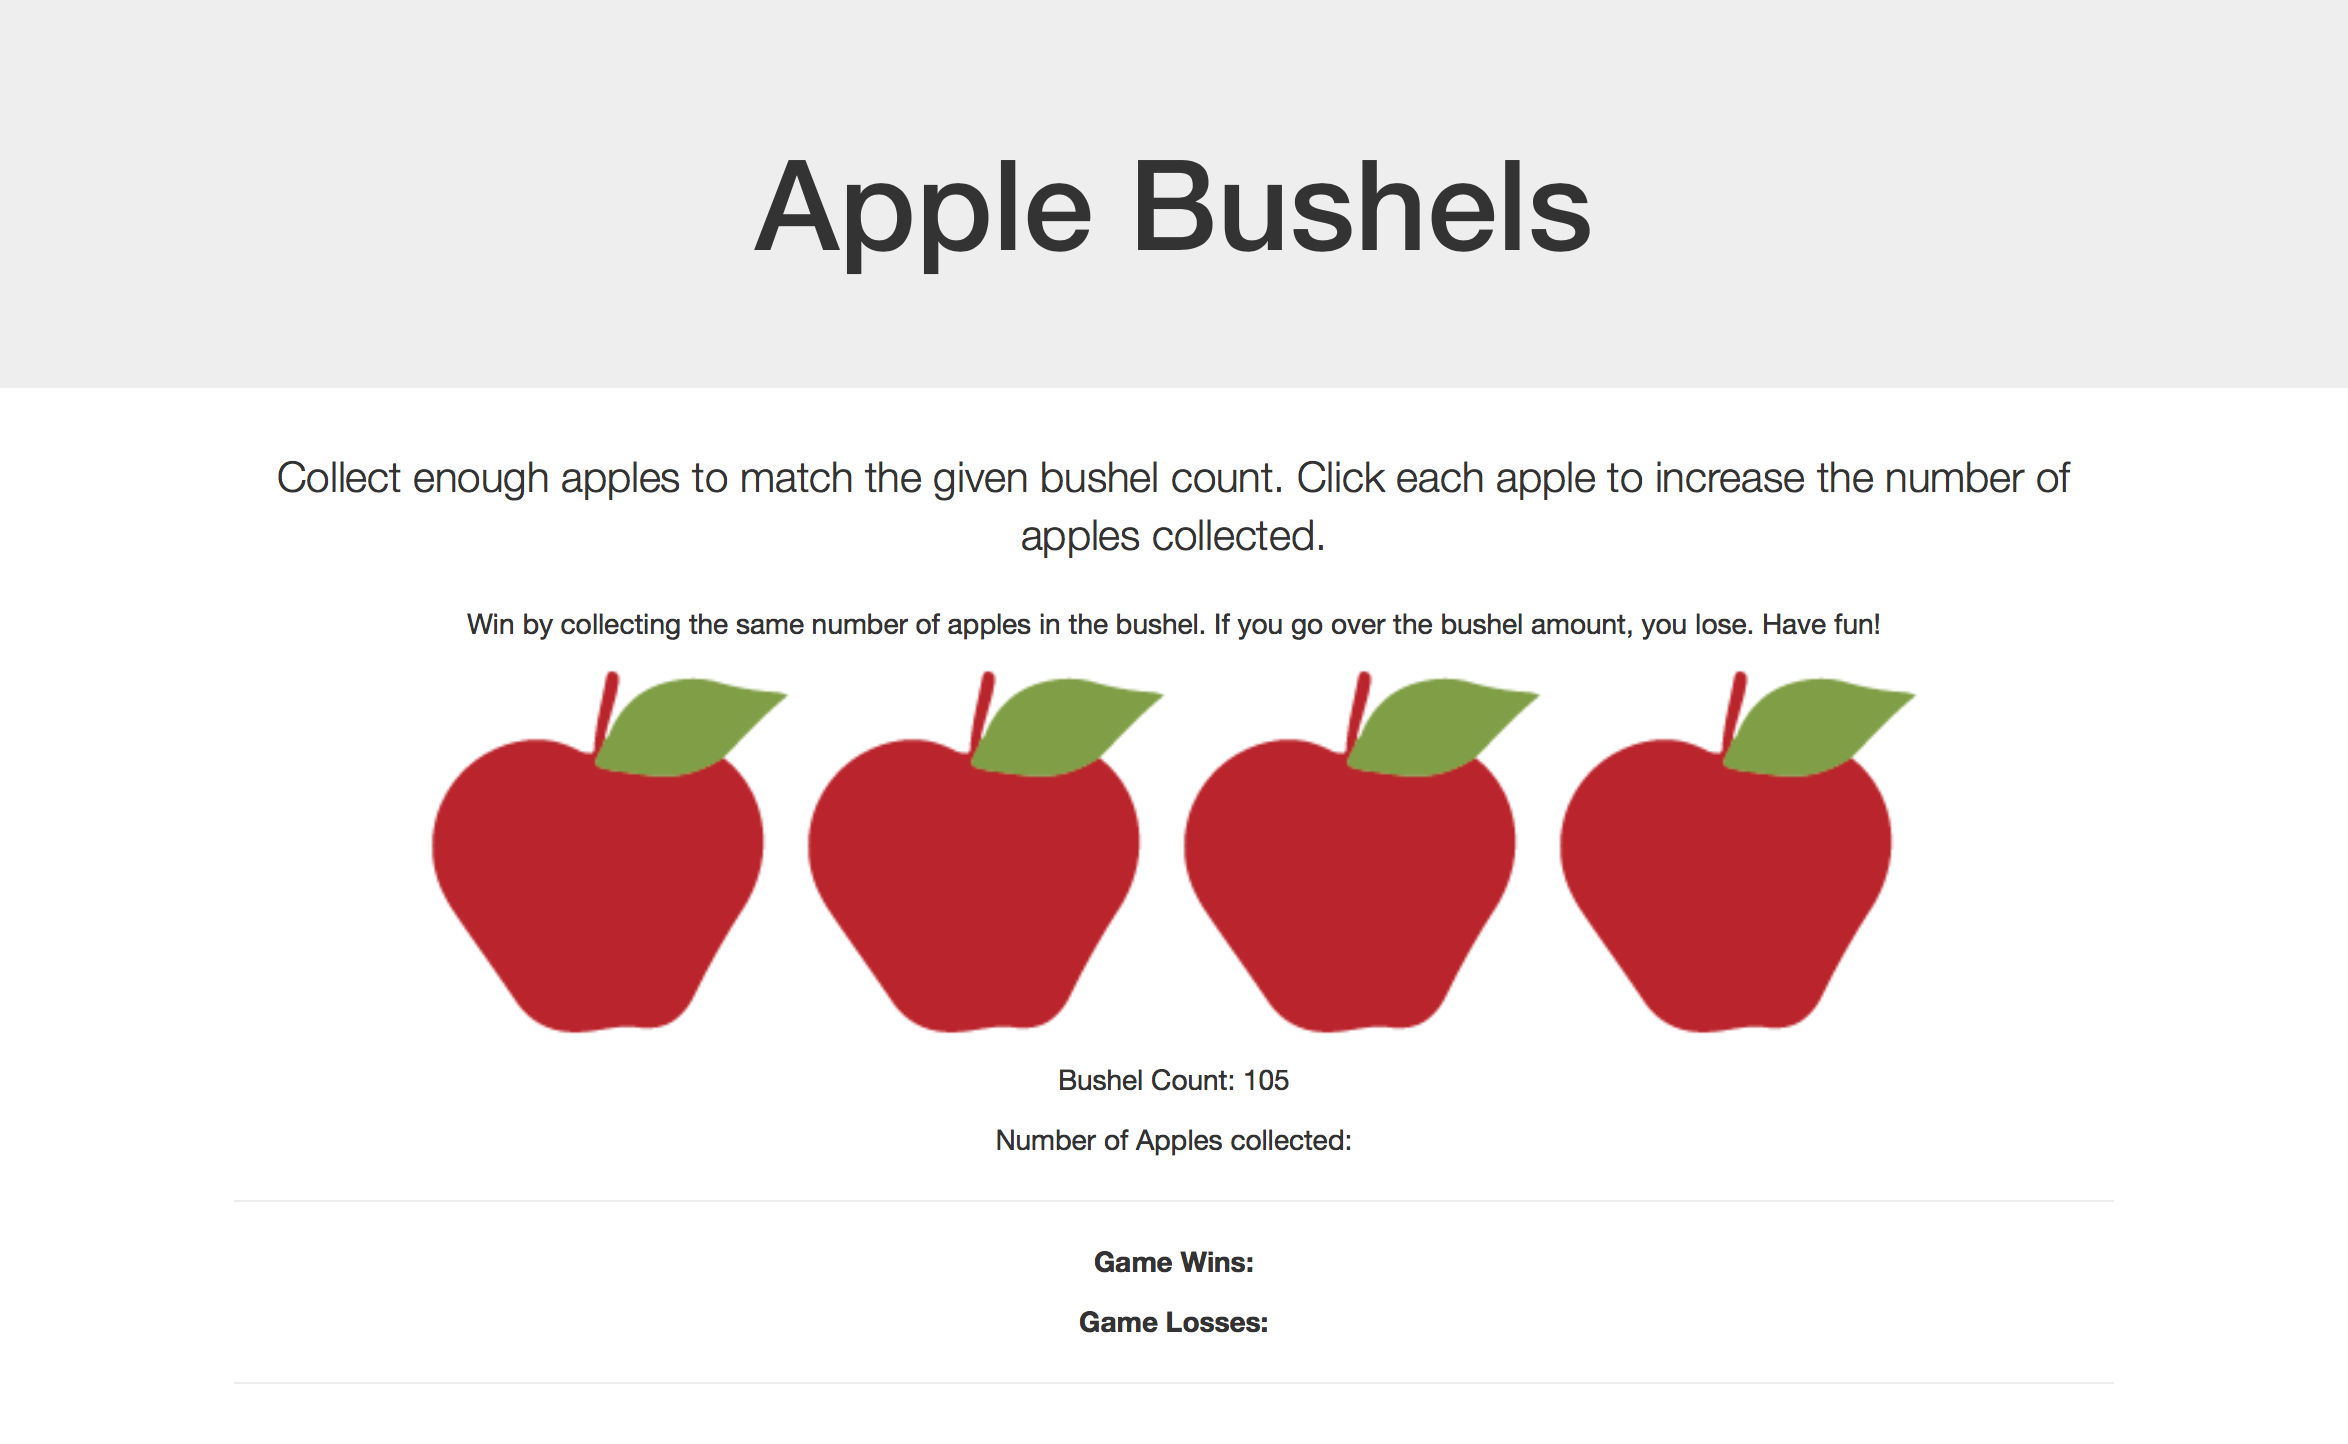 Apple Bushels
Collect enough apples to match the given bushel count. Click each apple to increase the number of
apples collected.
Win by collecting the same number of apples in the bushel. If you go over the bushel amount, you lose. Have fun!
Bushel Count: 105
Number of Apples collected:
Game Wins:
Game Losses: